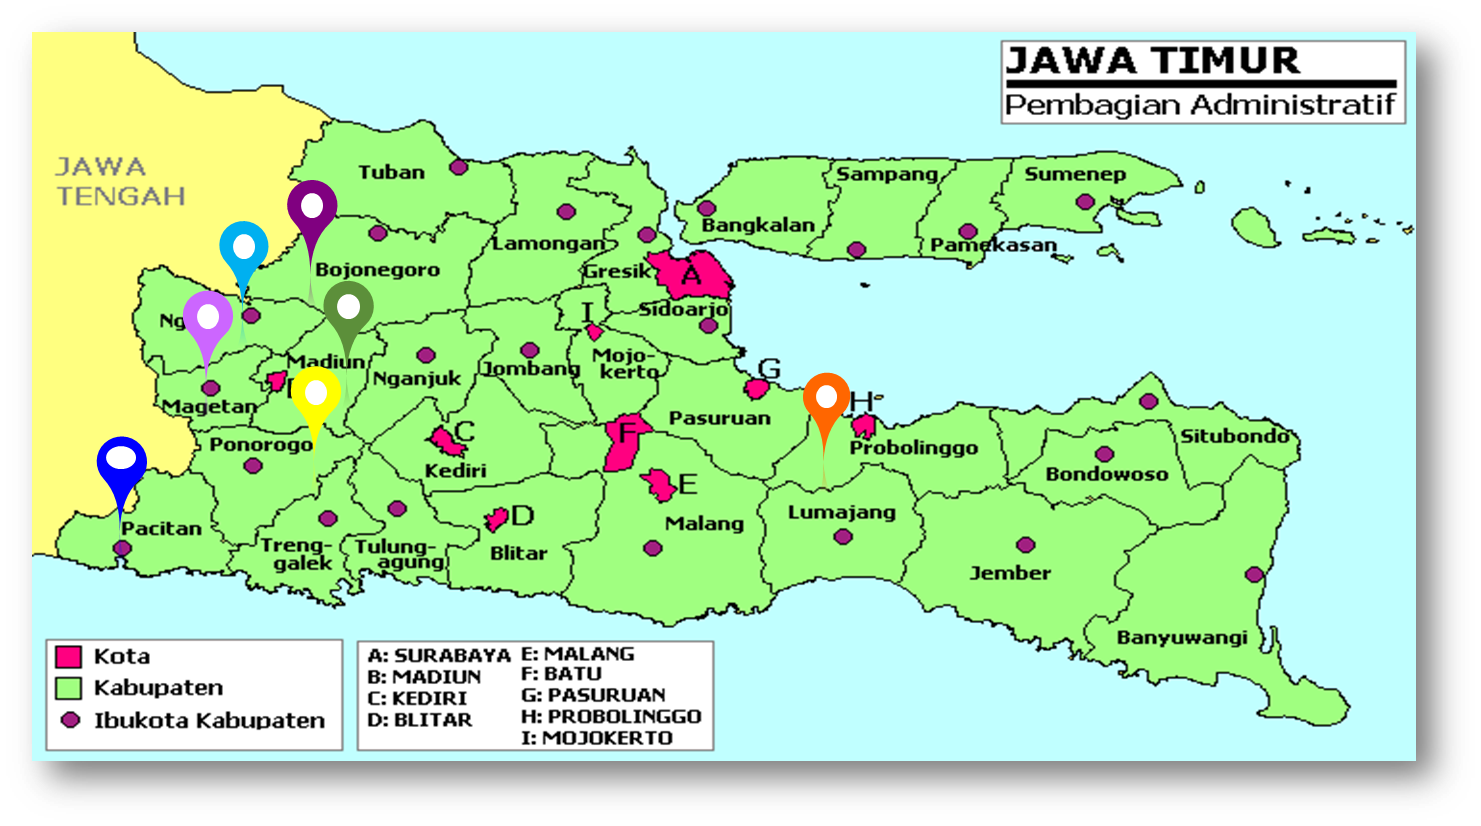 JAWA TIMUR
Pembagian Administratif
JAWA
TENGAH
Tuban
Sampang
Sumenep
Bangkalan
Lamongan
Pamekasan
Bojonegoro
Gresik
A
Sidoarjo
I
Ng
Madiun
Nganjuk
Jombang
Mojo-
kerto
G
Magetan
Pasuruan
H
Ponorogo
C
F
Probolinggo
Situbondo
Kediri
Bondowoso
E
Pacitan
D
Malang
Lumajang
Treng-
galek
Tulung-
agung
Blitar
Jember
Banyuwangi
Kota
Kabupaten
Ibukota Kabupaten
A: SURABAYA
B: MADIUN
C: KEDIRI
D: BLITAR
E: MALANG
F: BATU
G: PASURUAN
H: PROBOLINGGO
I: MOJOKERTO